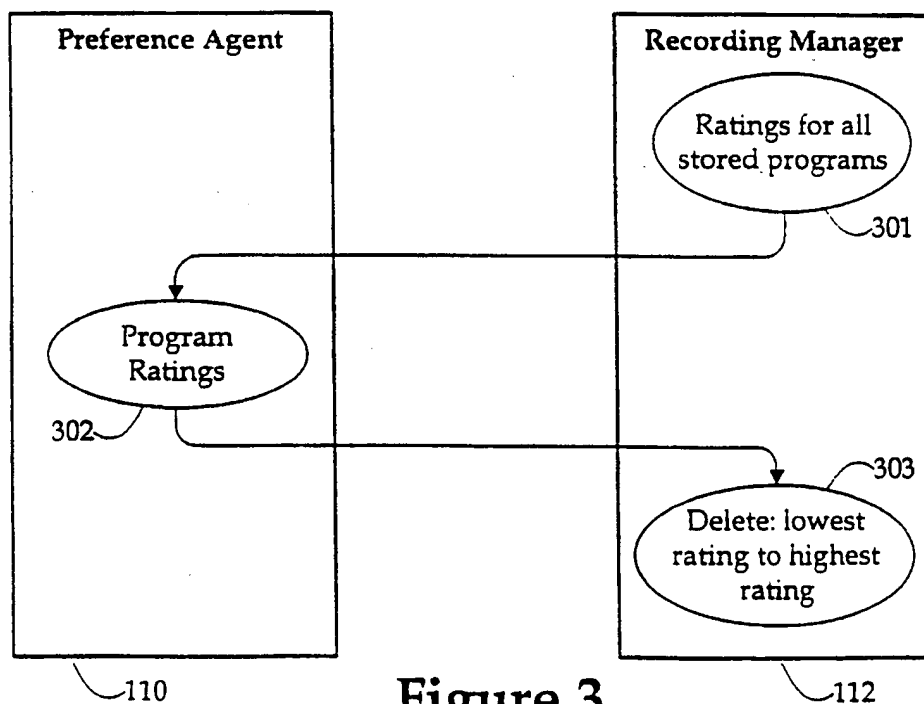 Preference Agent
Recording Manager
Ratings for all
stored programs
301
Program
Ratings
302
303
Delete: lowest
rating to highest
rating
110
112
Figure 3